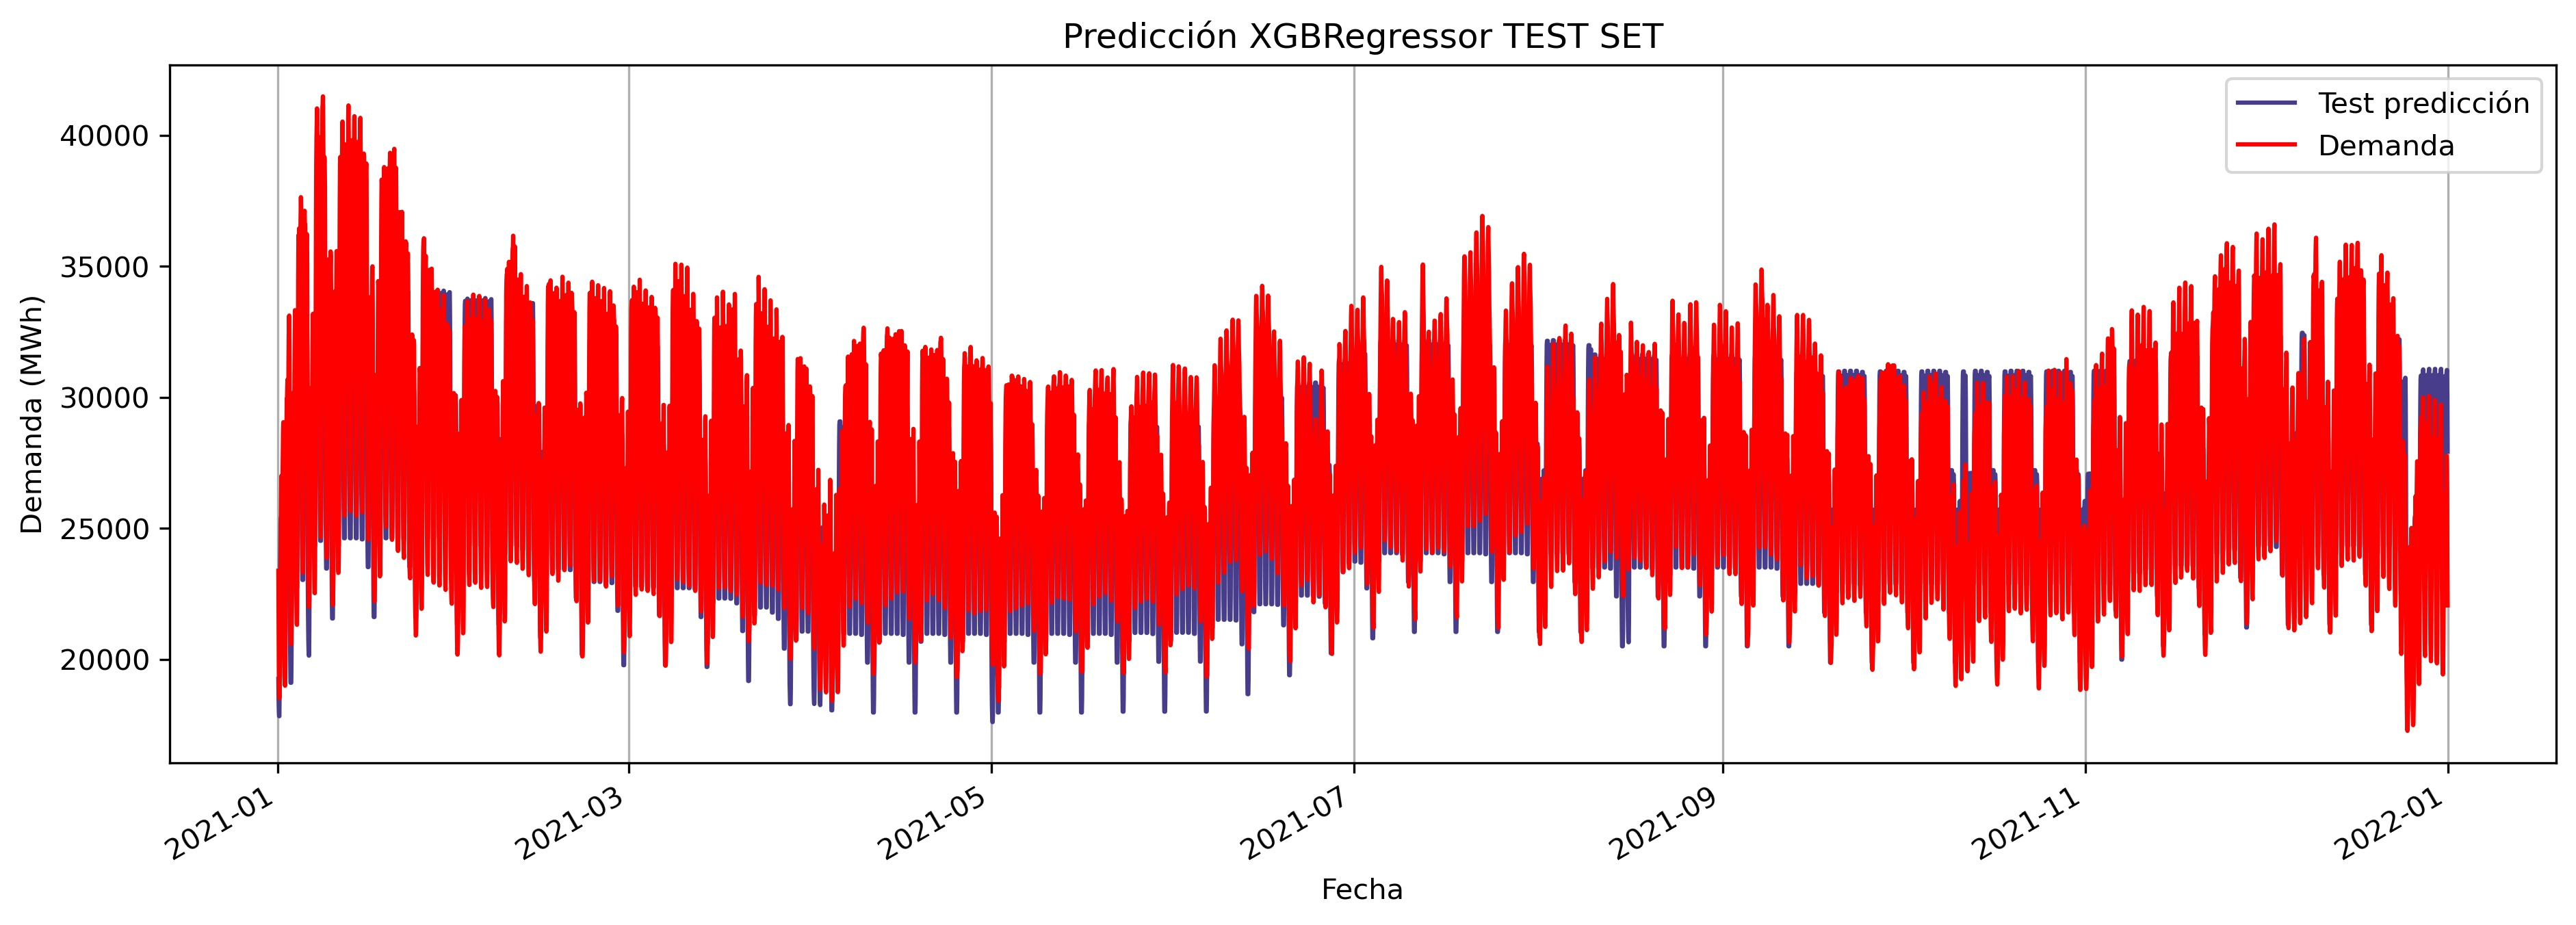 Predicción XGBRegressor TEST SET
Test predicción
Demanda
Demanda (MWh)
40000
35000
30000
25000
20000
2021-01
2021-03
2021-05
2021-07
2021-09
2021-11
2022-01
Fecha